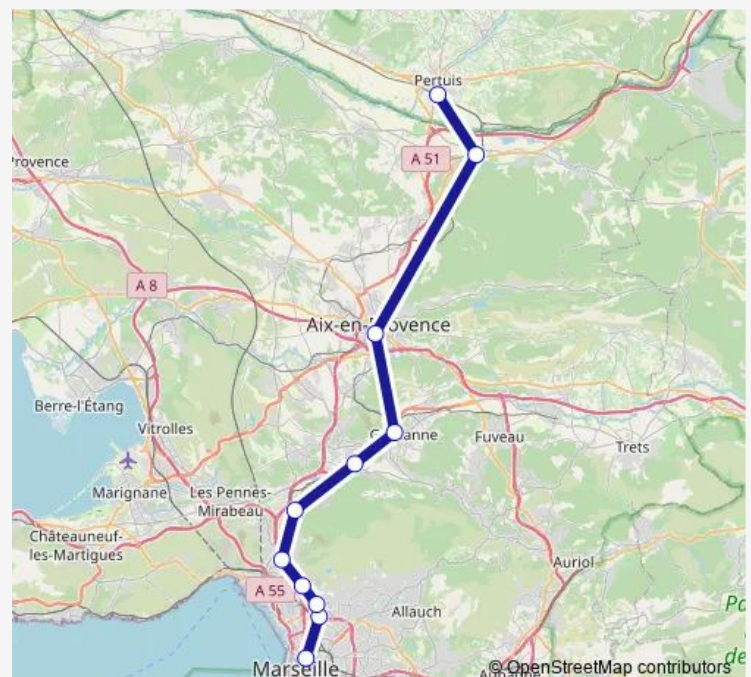 Pertuis
A 51
Provence
A 8
Aix-en-Provence
Berre-l'Étang
Gardanne
Fuveau
Vitrolles
Trets
Marignane
Les Pennes-
Mirabeau
Châteauneuf-
les-Martigues
Auriol
A 55
Allauch
Marseille
© OpenStreetMap contributors